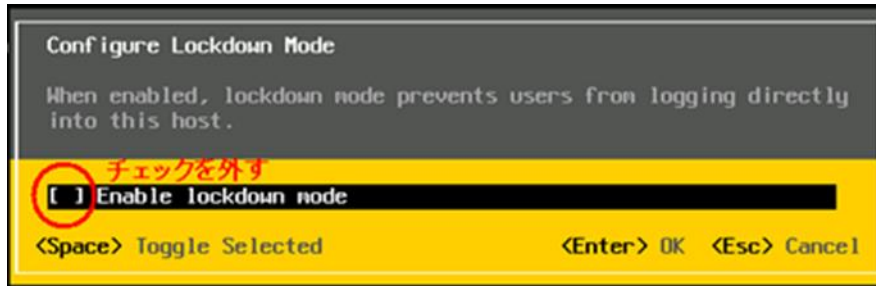 Configure Lockdown Mode
When enabled, lockdown mode prevents users from logging directly
into this host.
チェックを外す
[ ] Enable lockdown mode
<Space> Toggle Selected <Enter> OK <Esc> Cancel